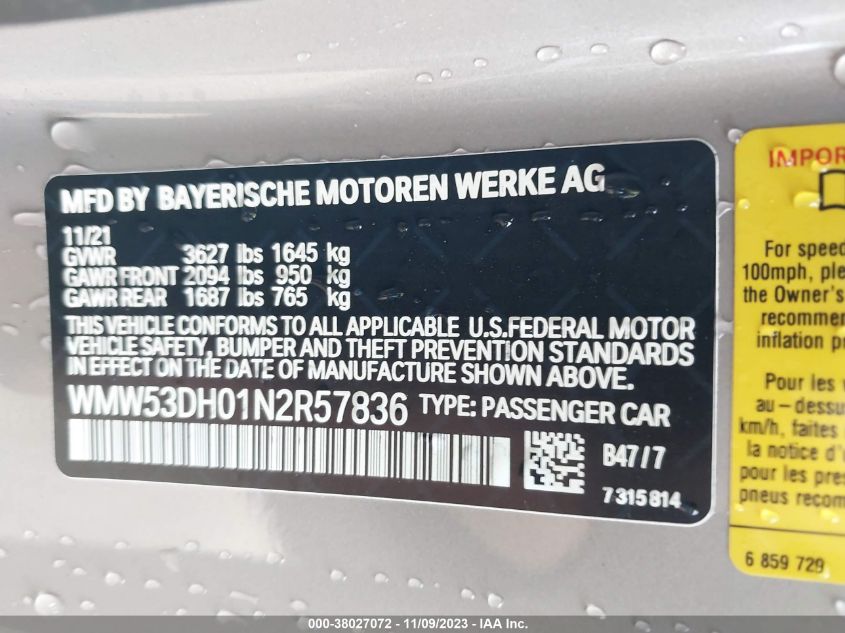 MFD BY BAYERISCHE MOTOREN WERKE AG
11/21
GVWR 3627 lbs 1645 kg
GAWR FRONT 2094 lbs 950 kg
GAWR REAR 1687 lbs 765 kg
THIS VEHICLE CONFORMS TO ALL APPLICABLE U.S.FEDERAL MOTOR
VEHICLE SAFETY, BUMPER AND THEFT PREVENTION STANDARDS
IN EFFECT ON THE DATE OF MANUFACTURE SHOWN ABOVE.
WMW53DH01N2R57836 TYPE: PASSENGER CAR
B47/7
7315814
IMPOR
For speed
100mph, ple
the Owner's
recommen
inflation p
Pour les
au-dessu
km/h, faites
la notice d'
pour les pres
pneus recom
6 859 729
000-38027072 - 11/09/2023 - IAA Inc.